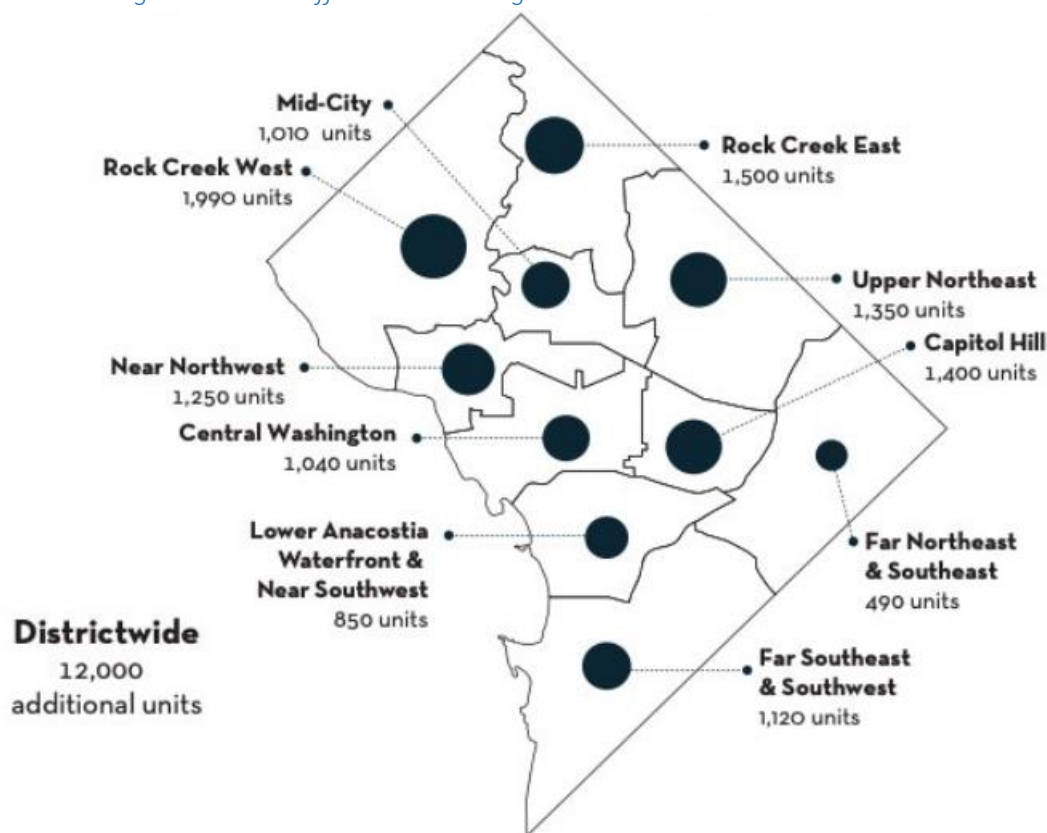 Mid-City
1,010 units
Rock Creek West
1,990 units
Rock Creek East
1,500 units
Upper Northeast
1,350 units
Capitol Hill
1,400 units
Near Northwest
1,250 units
Central Washington
1,040 units
Lower Anacostia
Waterfront &
Near Southwest
850 units
Far Northeast
& Southeast
490 units
Districtwide
12,000
additional units
Far Southeast
& Southwest
1,120 units